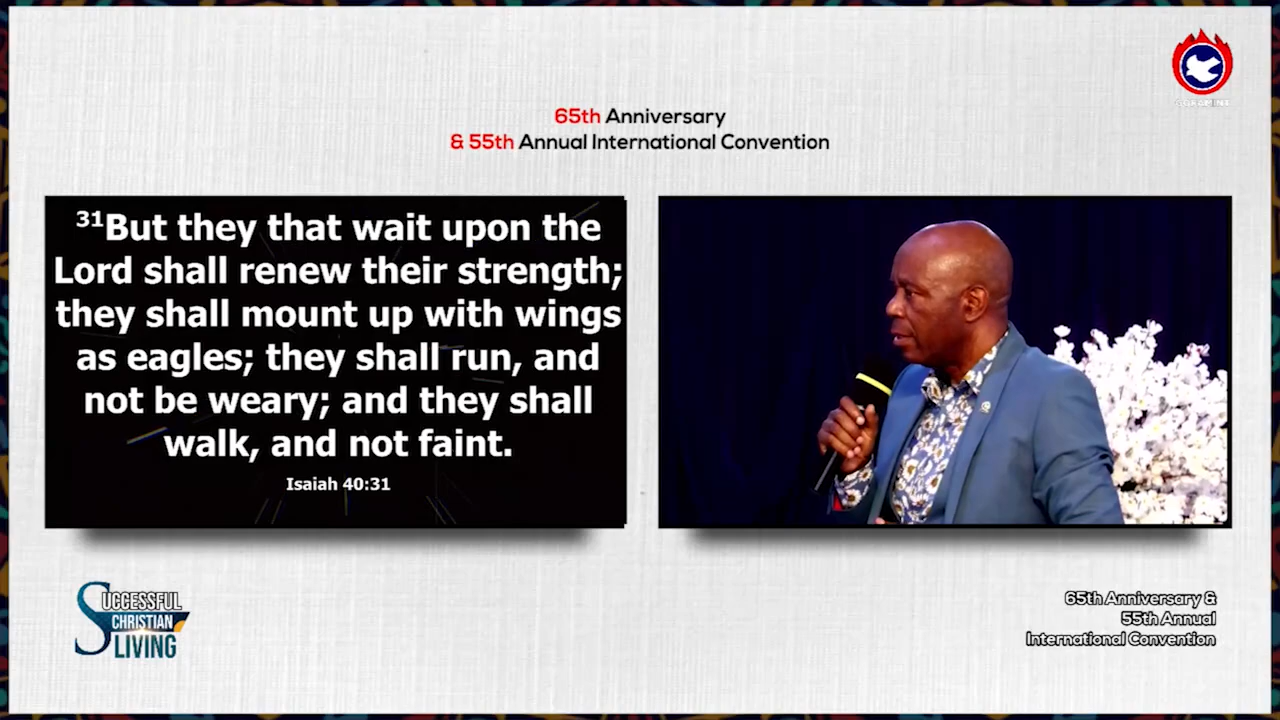 65th Anniversary
& 55th Annual International Convention
31But they that wait upon the
Lord shall renew their strength;
they shall mount up with wings
as eagles; they shall run, and
not be weary; and they shall
walk, and not faint.
Isaiah 40:31
SUCCESSFUL
CHRISTIAN
LIVING
65th Anniversary &
55th Annual
International Convention